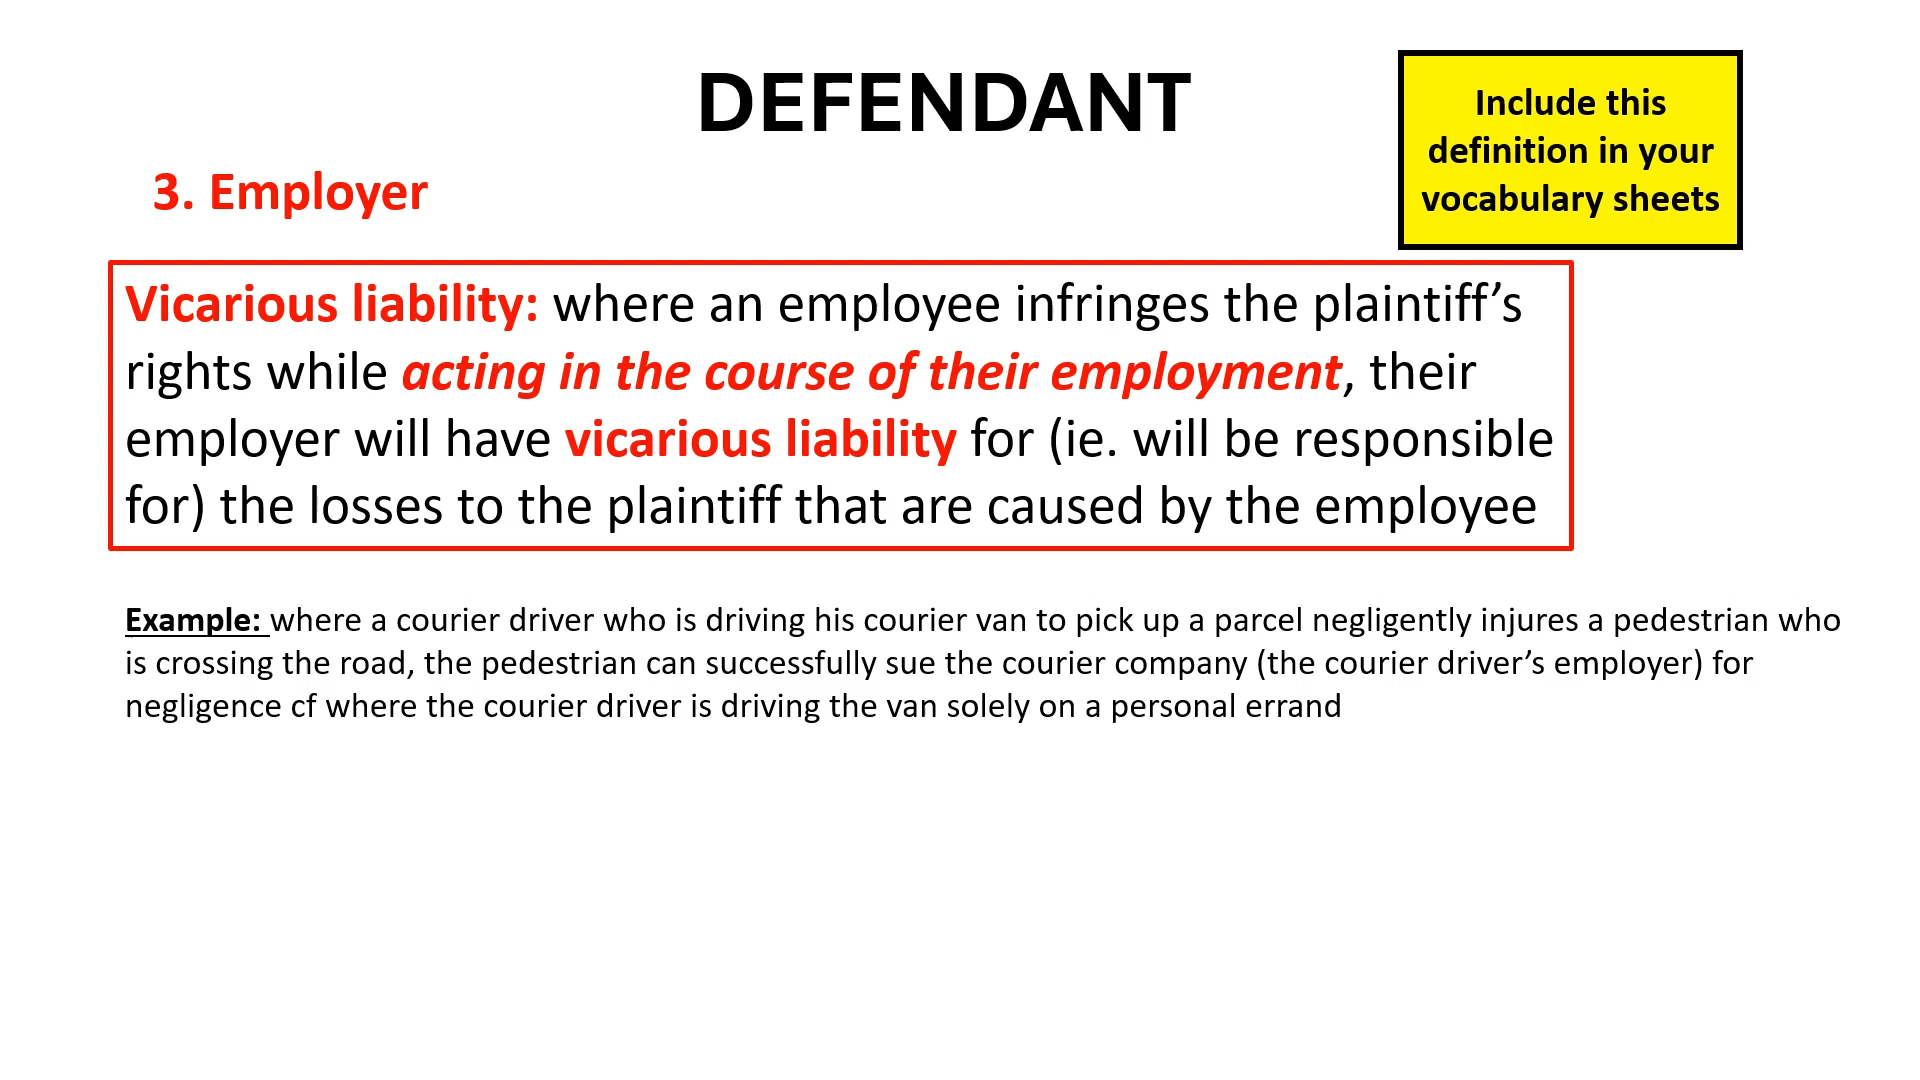 DEFENDANT
Include this
definition in your
vocabulary sheets
3. Employer
Vicarious liability: where an employee infringes the plaintiff’s
rights while acting in the course of their employment, their
employer will have vicarious liability for (ie. will be responsible
for) the losses to the plaintiff that are caused by the employee
Example: where a courier driver who is driving his courier van to pick up a parcel negligently injures a pedestrian who
is crossing the road, the pedestrian can successfully sue the courier company (the courier driver’s employer) for
negligence cf where the courier driver is driving the van solely on a personal errand